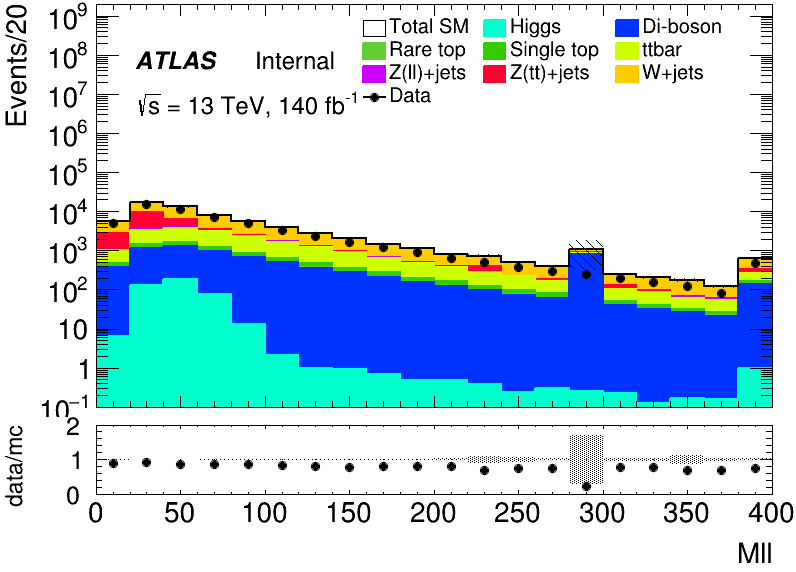 Events/20
10⁹
10⁸
10⁷
10⁶
10⁵
10⁴
10³
10²
10
1
10⁻¹
ATLAS Internal
√s = 13 TeV, 140 fb⁻¹
Total SM Higgs Di-boson
Rare top Single top ttbar
Z(ll)+jets Z(tt)+jets W+jets
Data
data/mc
2
1
0
0 50 100 150 200 250 300 350 400
Mll